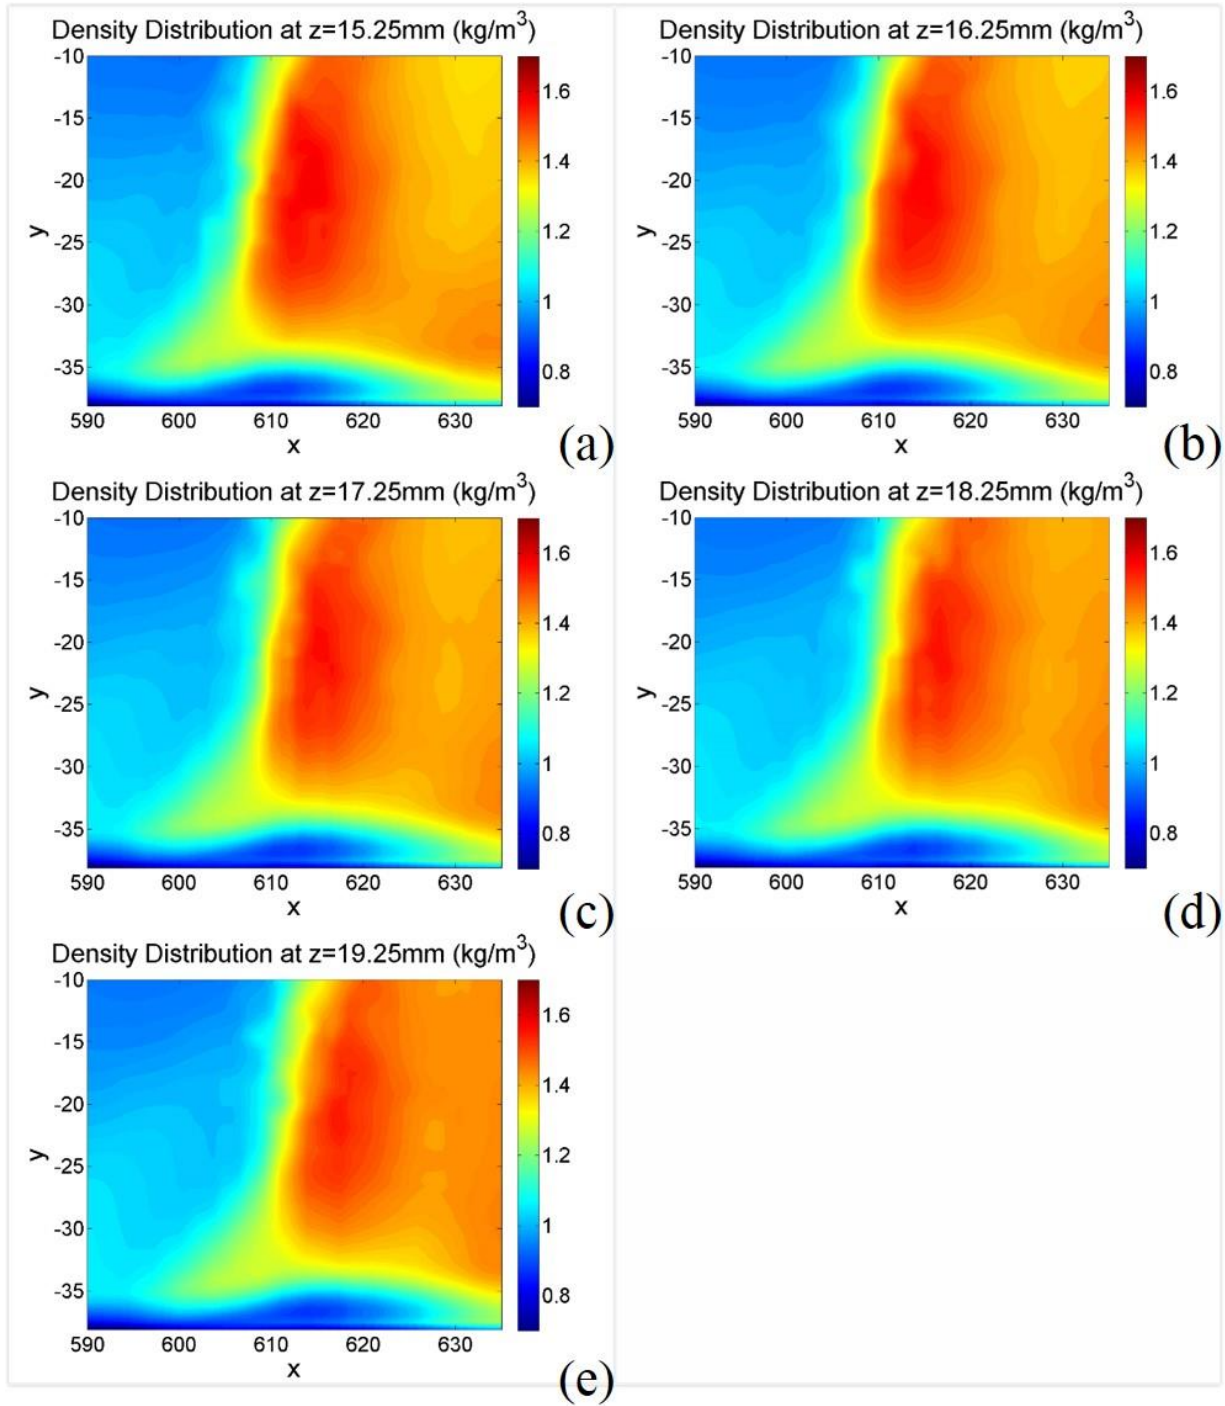 Density Distribution at z=15.25mm (kg/m³)
-10
-15
-20
-25
-30
-35
y
590 600 610 620 630
x
1.6
1.4
1.2
1
0.8
(a)
Density Distribution at z=16.25mm (kg/m³)
-10
-15
-20
-25
-30
-35
y
590 600 610 620 630
x
1.6
1.4
1.2
1
0.8
(b)
Density Distribution at z=17.25mm (kg/m³)
-10
-15
-20
-25
-30
-35
y
590 600 610 620 630
x
1.6
1.4
1.2
1
0.8
(c)
Density Distribution at z=18.25mm (kg/m³)
-10
-15
-20
-25
-30
-35
y
590 600 610 620 630
x
1.6
1.4
1.2
1
0.8
(d)
Density Distribution at z=19.25mm (kg/m³)
-10
-15
-20
-25
-30
-35
y
590 600 610 620 630
x
1.6
1.4
1.2
1
0.8
(e)